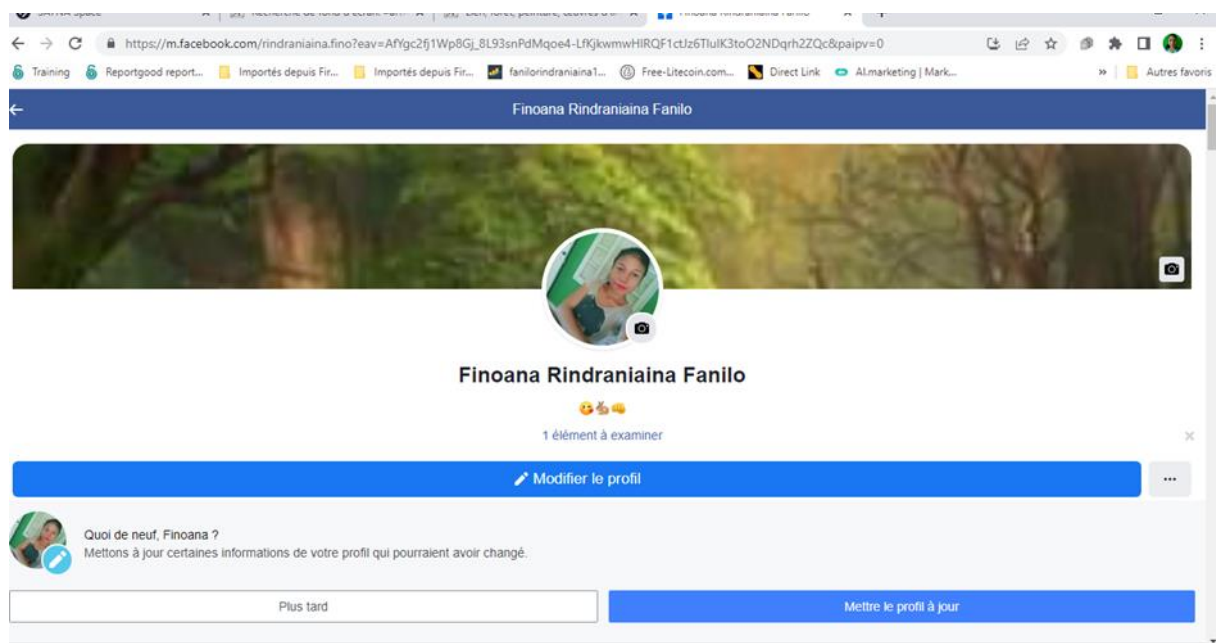 https://m.facebook.com/rindraniaina.fino?eav=AfYgc2fj1Wp8Gj_8L93snPdMqoe4-LfKjkwmwHIRQF1ctJz6TluIK3toO2NDqrh2ZQc&paipv=0
Training Reportgood report... Importés depuis Fir... Importés depuis Fir... fanilorindraniaina1... Free-Litecoin.com... Direct Link AI.marketing | Mark... » Autres favoris
Finoana Rindraniaina Fanilo
Finoana Rindraniaina Fanilo
1 élément à examiner
Modifier le profil
Quoi de neuf, Finoana ?
Mettons à jour certaines informations de votre profil qui pourraient avoir changé.
Plus tard Mettre le profil à jour